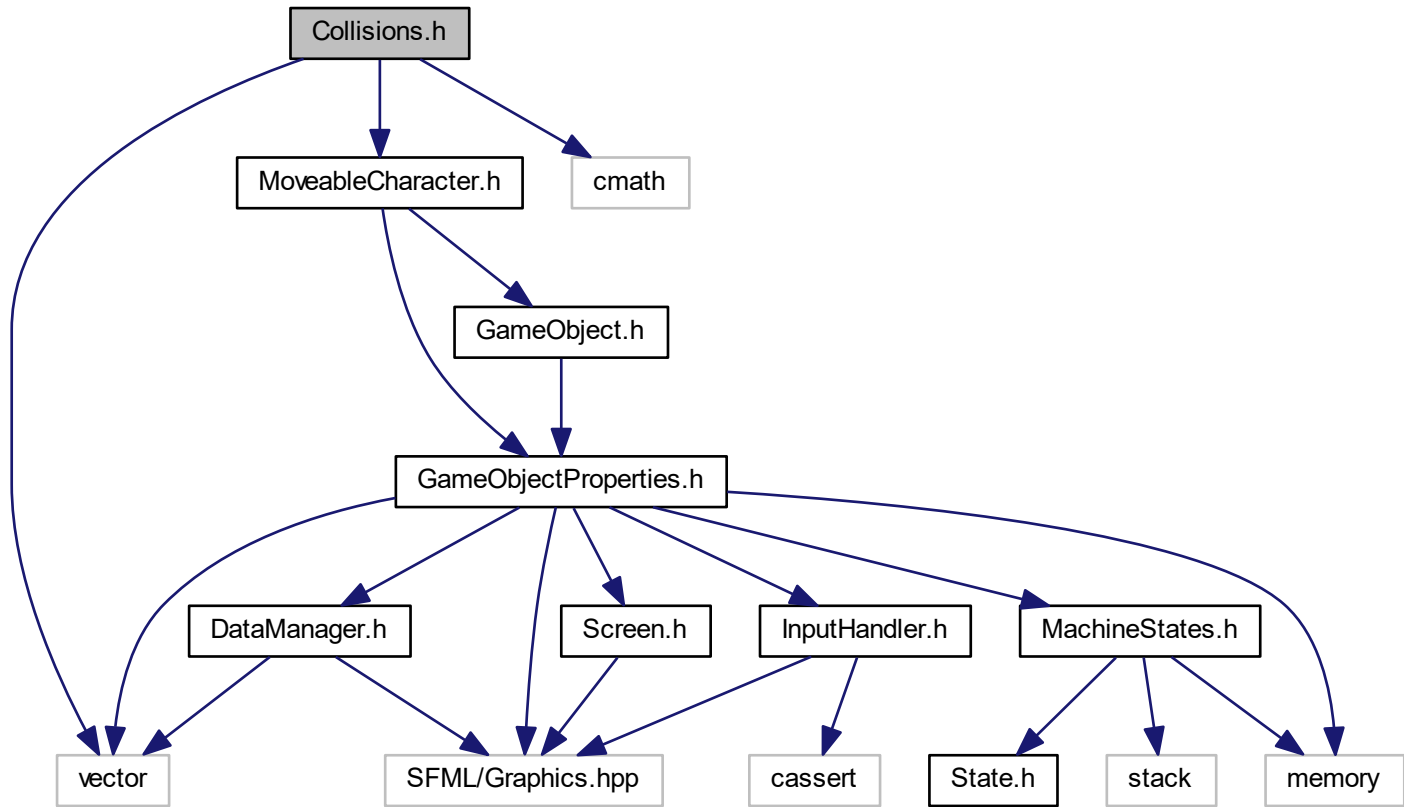 Collisions.h
MoveableCharacter.h
cmath
GameObject.h
GameObjectProperties.h
DataManager.h
Screen.h
InputHandler.h
MachineStates.h
vector
SFML/Graphics.hpp
cassert
State.h
stack
memory